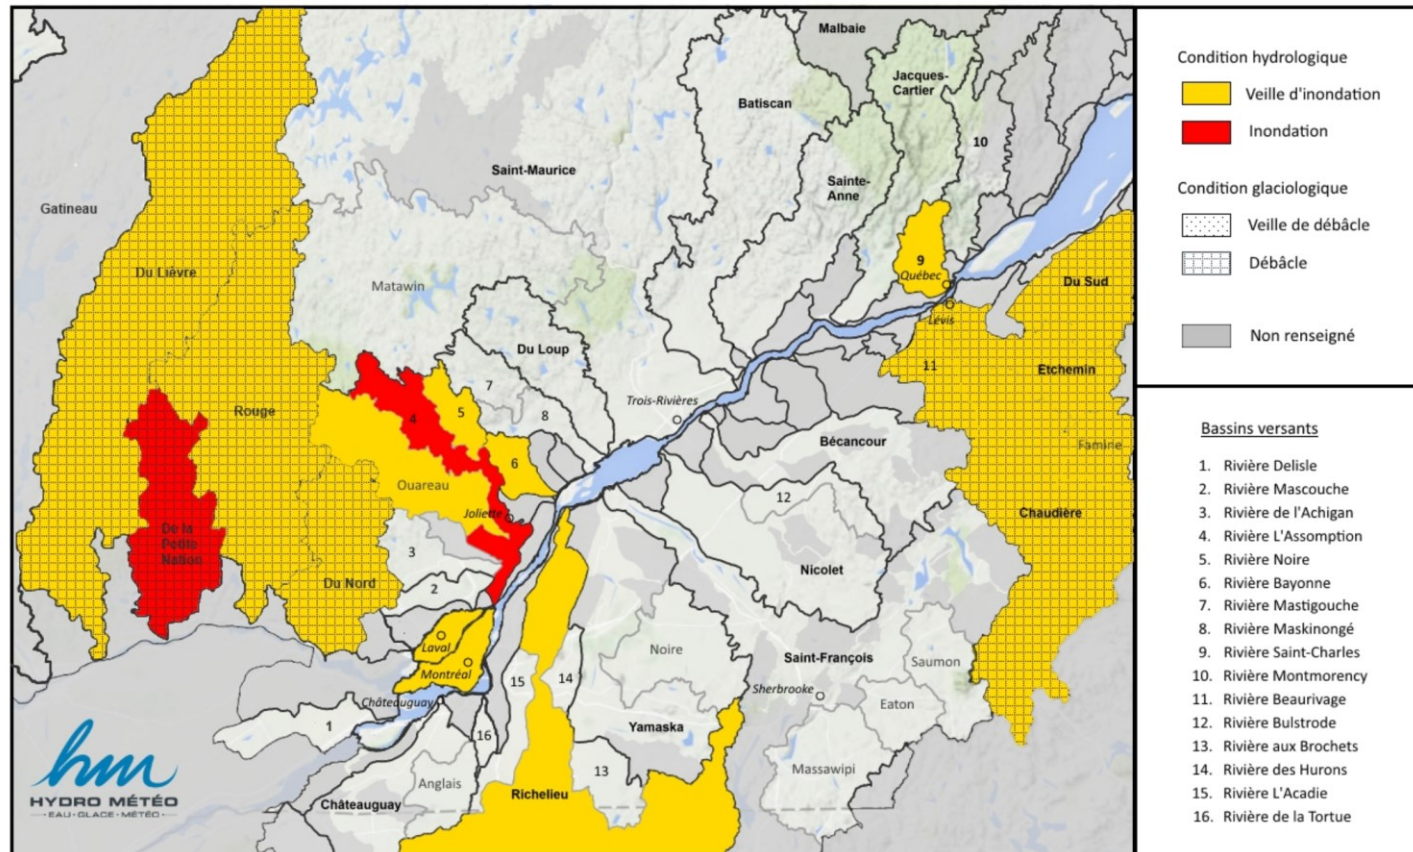 Malbaie
Jacques-
Cartier
Batiscan
10
Saint-Maurice
Sainte-
Anne
Gatineau
9
Québec
Du Lièvre
Du Sud
Matawin
Lévis
Du Loup
11
Etchemin
7
Rouge
Trois-Rivières
5
8
4
Bécancour
Famine
6
Ouareau
12
Joliette
Chaudière
De la
Petite
Nation
3
Nicolet
Du Nord
2
Laval
Noire
Saint-François
Saumon
Montréal
15
14
Sherbrooke
Châteauguay
Eaton
1
Yamaska
16
Massawipi
13
Anglais
Richelieu
Châteauguay
hm
HYDRO MÉTÉO
EAU·GLACE·MÉTÉO
Condition hydrologique
Veille d'inondation
Inondation
Condition glaciologique
Veille de débâcle
Débâcle
Non renseigné
Bassins versants
1. Rivière Delisle
2. Rivière Mascouche
3. Rivière de l'Achigan
4. Rivière L'Assomption
5. Rivière Noire
6. Rivière Bayonne
7. Rivière Mastigouche
8. Rivière Maskinongé
9. Rivière Saint-Charles
10. Rivière Montmorency
11. Rivière Beaurivage
12. Rivière Bulstrode
13. Rivière aux Brochets
14. Rivière des Hurons
15. Rivière L'Acadie
16. Rivière de la Tortue